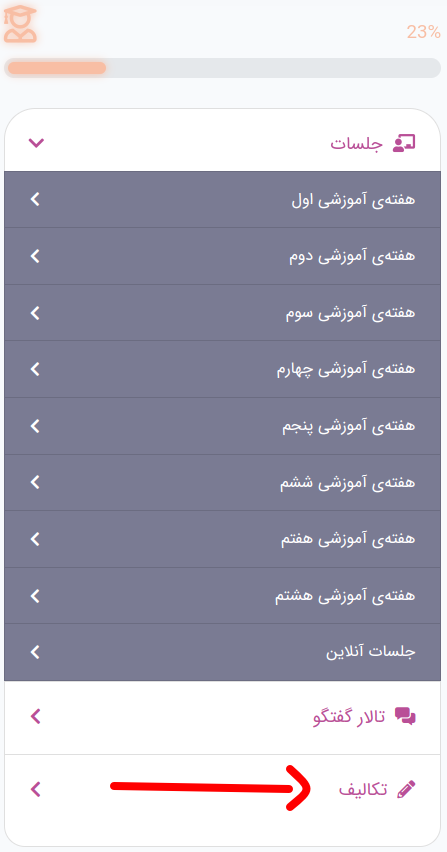 23%
جلسات
هفته‌ی آموزشی اول
هفته‌ی آموزشی دوم
هفته‌ی آموزشی سوم
هفته‌ی آموزشی چهارم
هفته‌ی آموزشی پنجم
هفته‌ی آموزشی ششم
هفته‌ی آموزشی هفتم
هفته‌ی آموزشی هشتم
جلسات آنلاین
تالار گفتگو
تکالیف